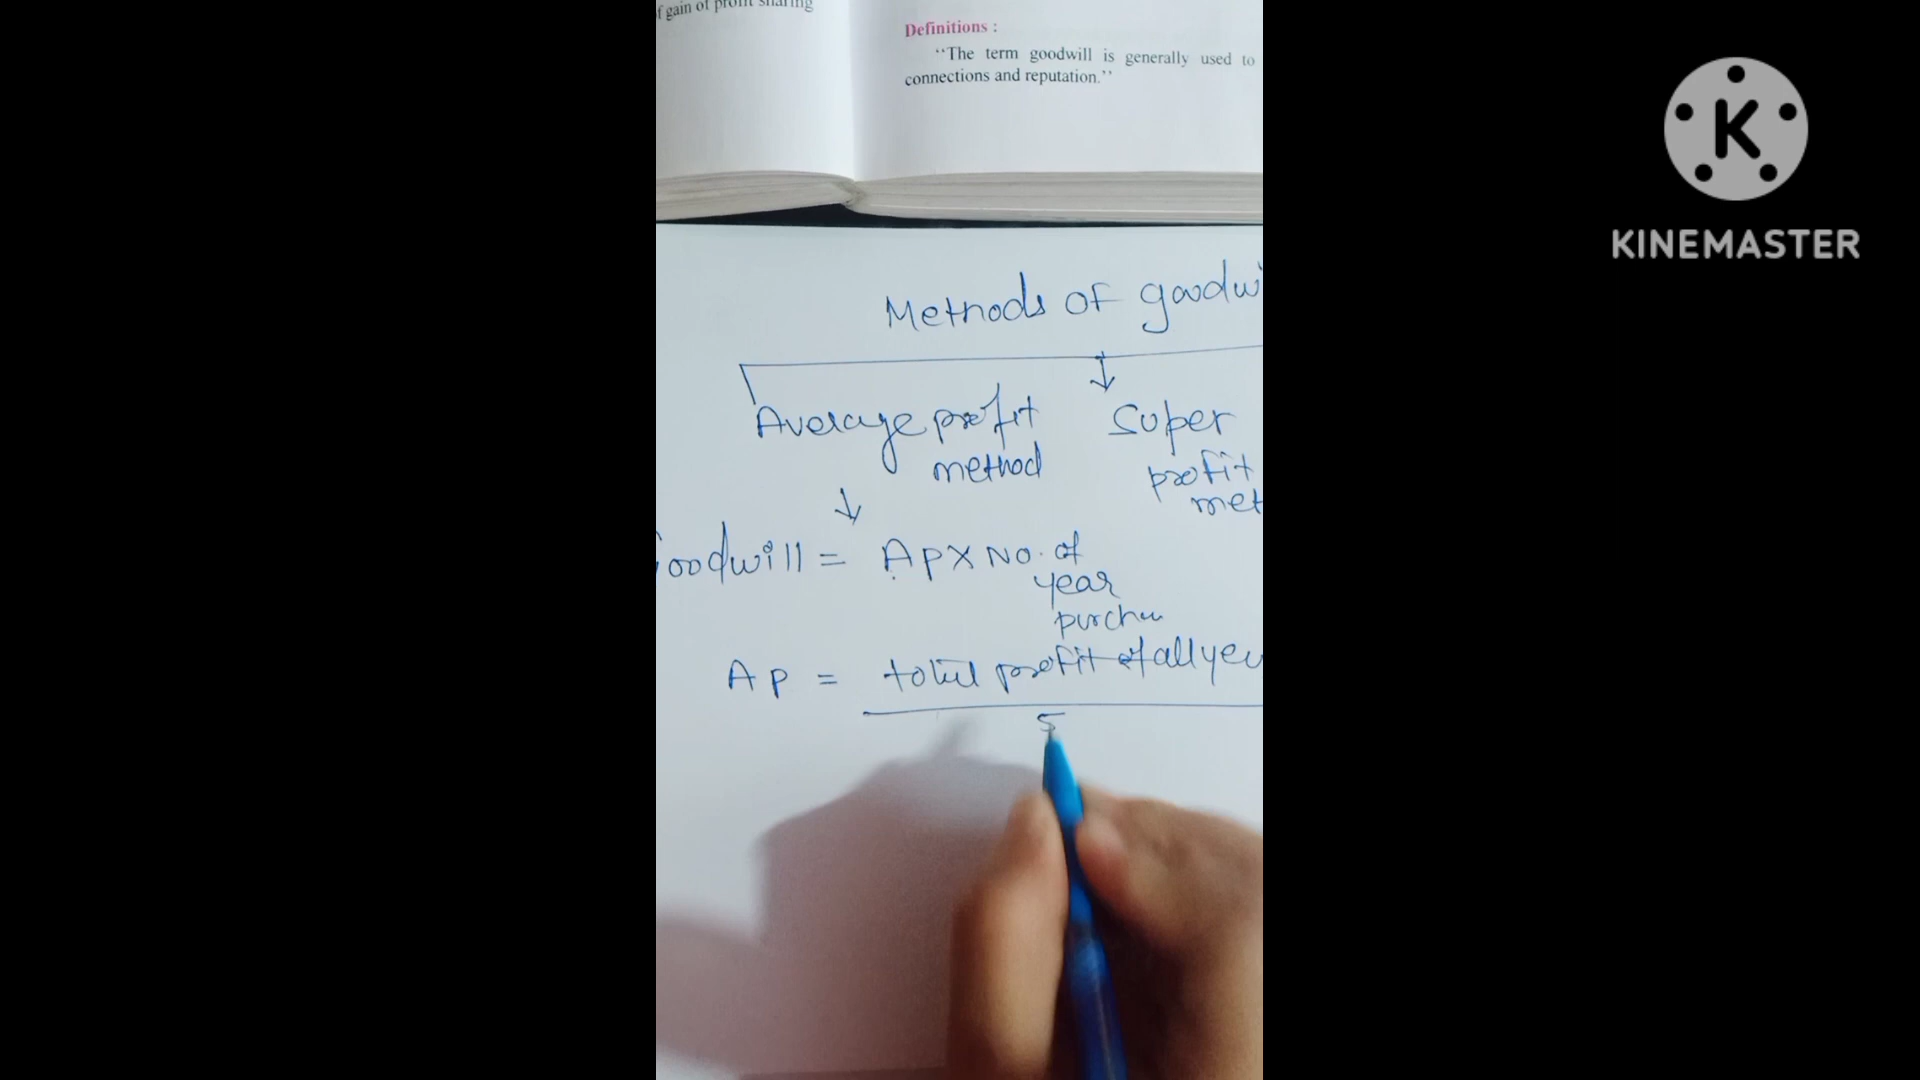 f gain of profit sharing
Definitions :
“The term goodwill is generally used to
connections and reputation.”
KINEMASTER
Methods of goodwi
Average profit
method
Super
profit
met
oodwill = AP X No. of
year
purcha
AP = total profit of all yea
5